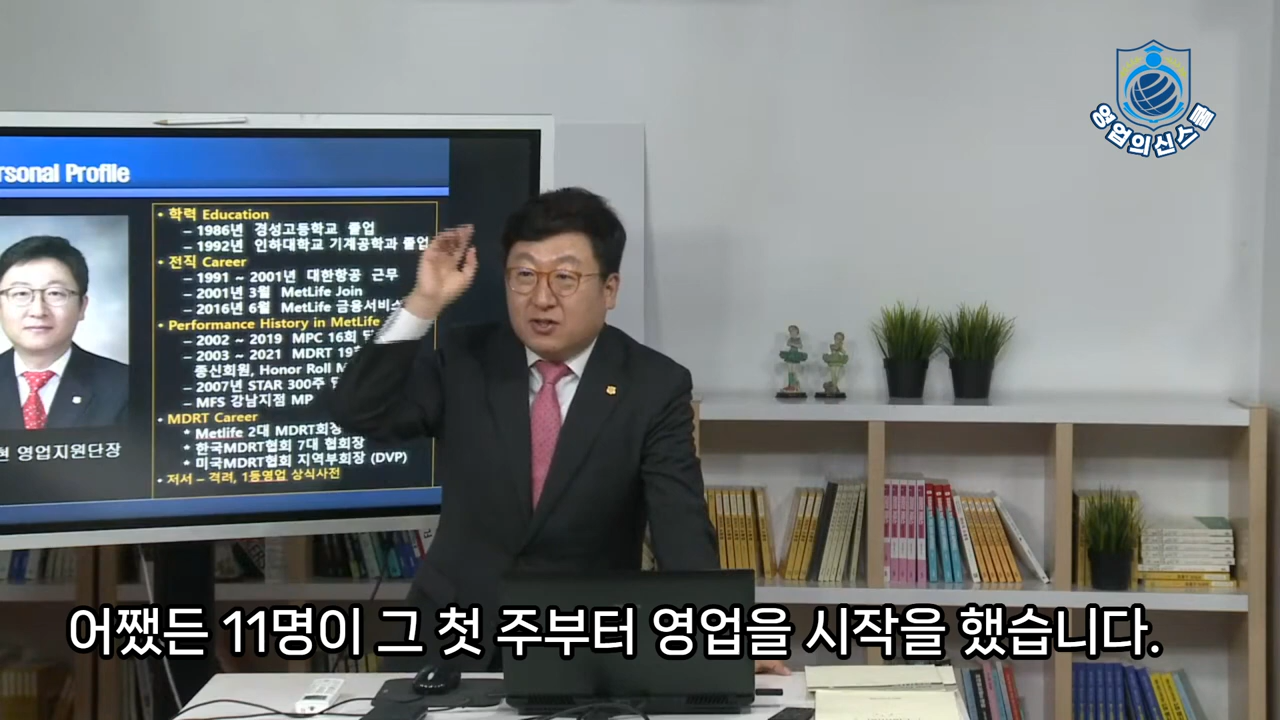 영업의신스쿨
rsonal Profile
• 학력 Education
– 1986년 경성고등학교 졸업
– 1992년 인하대학교 기계공학과 졸업
• 전직 Career
– 1991 ~ 2001년 대한항공 근무
– 2001년 3월 MetLife Join
– 2016년 6월 MetLife 금융서비스
• Performance History in MetLife
– 2002 ~ 2019 MPC 16회
– 2003 ~ 2021 MDRT
종신회원, Honor Roll
– 2007년 STAR 300주
– MFS 강남지점 MP
• MDRT Career
* Metlife 2대 MDRT회장
* 한국MDRT협회 7대 협회장
* 미국MDRT협회 지역부회장 (DVP)
• 저서 – 격려, 1등영업 상식사전
현 영업지원단장
어쨌든 11명이 그 첫 주부터 영업을 시작을 했습니다.